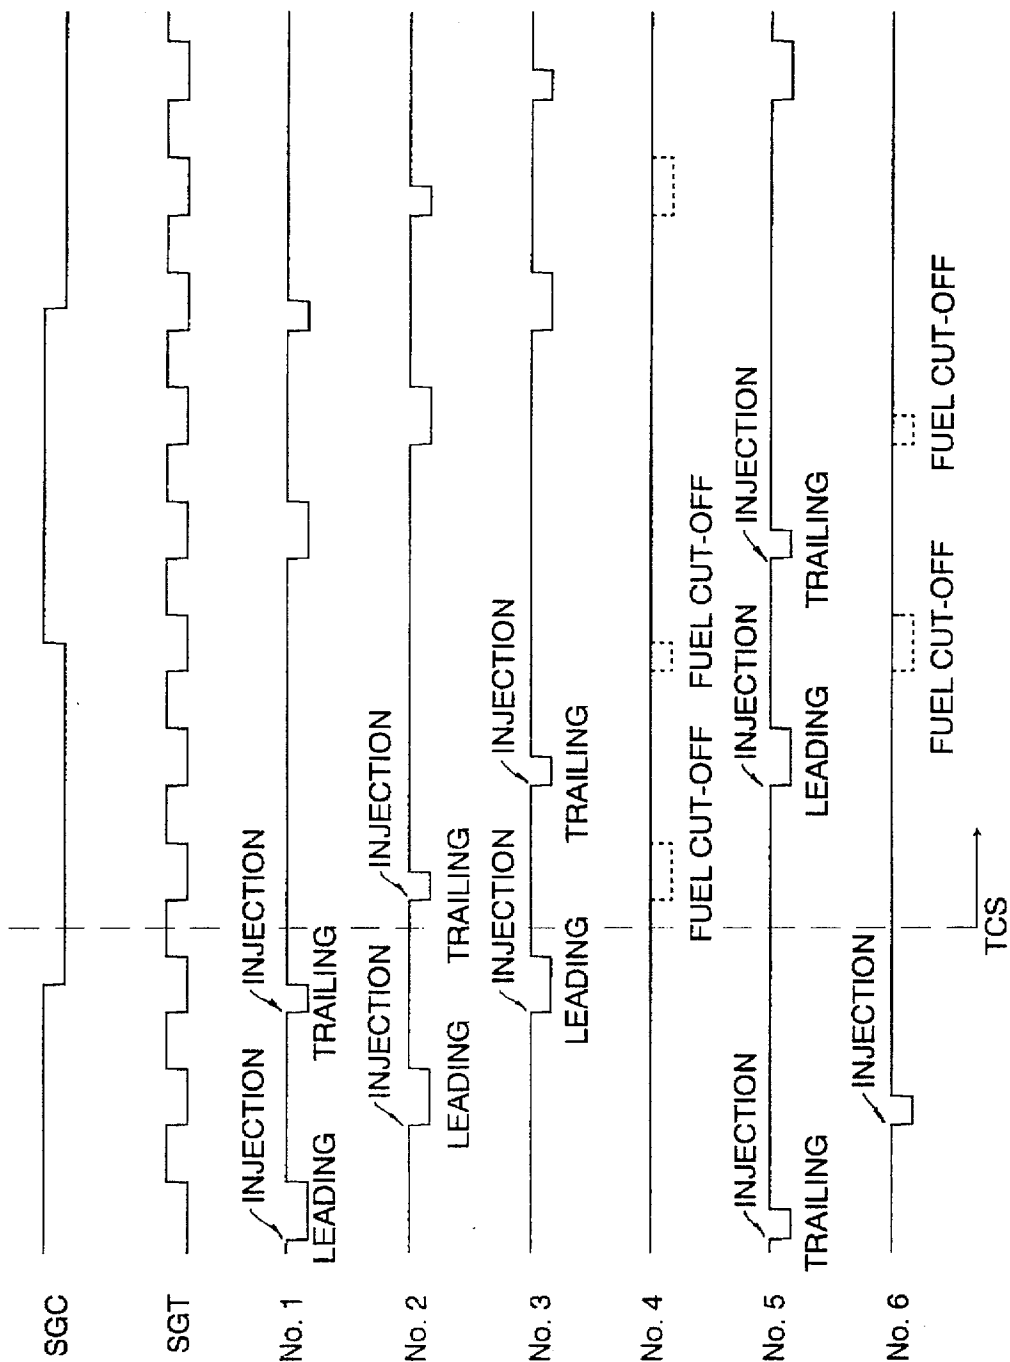 SGC
SGT
No. 1
INJECTION
LEADING
INJECTION
TRAILING
No. 2
INJECTION
LEADING
INJECTION
TRAILING
No. 3
INJECTION
LEADING
INJECTION
TRAILING
No. 4
FUEL CUT-OFF
FUEL CUT-OFF
No. 5
INJECTION
TRAILING
INJECTION
LEADING
INJECTION
TRAILING
No. 6
INJECTION
FUEL CUT-OFF
FUEL CUT-OFF
TCS